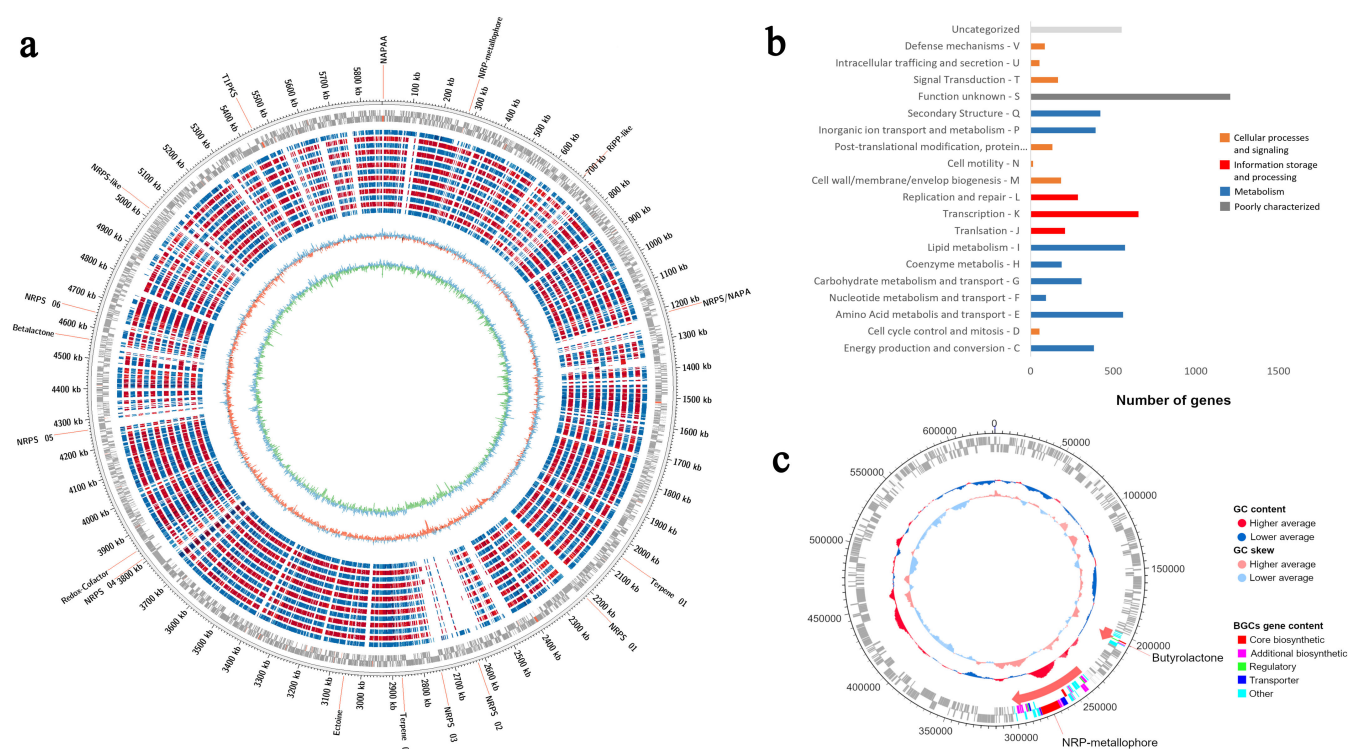 a
NAPAA
NRP-metallophore
RiPP-like
NRPS/NAPA
Terpene 01
NRPS 01
NRPS 02
NRPS 03
Terpene
Ectoine
NRPS 04
Redox-Cofactor
NRPS 05
Betalactone
NRPS 06
NRPS-like
T1PKS
100 kb
200 kb
300 kb
400 kb
500 kb
600 kb
700 kb
800 kb
900 kb
1000 kb
1100 kb
1200 kb
1300 kb
1400 kb
1500 kb
1600 kb
1700 kb
1800 kb
1900 kb
2000 kb
2100 kb
2200 kb
2300 kb
2400 kb
2500 kb
2600 kb
2700 kb
2800 kb
2900 kb
3000 kb
3100 kb
3200 kb
3300 kb
3400 kb
3500 kb
3600 kb
3700 kb
3800 kb
3900 kb
4000 kb
4100 kb
4200 kb
4300 kb
4400 kb
4500 kb
4600 kb
4700 kb
4800 kb
4900 kb
5000 kb
5100 kb
5200 kb
5300 kb
5400 kb
5500 kb
5600 kb
5700 kb
5800 kb
b
Uncategorized
Defense mechanisms - V
Intracellular trafficing and secretion - U
Signal Transduction - T
Function unknown - S
Secondary Structure - Q
Inorganic ion transport and metabolism - P
Post-translational modification, protein...
Cell motility - N
Cell wall/membrane/envelop biogenesis - M
Replication and repair - L
Transcription - K
Tranlsation - J
Lipid metabolism - I
Coenzyme metabolis - H
Carbohydrate metabolism and transport - G
Nucleotide metabolism and transport - F
Amino Acid metabolis and transport - E
Cell cycle control and mitosis - D
Energy production and conversion - C
0 500 1000 1500
Number of genes
Cellular processes
and signaling
Information storage
and processing
Metabolism
Poorly characterized
c
0
50000
100000
150000
200000
250000
300000
350000
400000
450000
500000
550000
600000
Butyrolactone
NRP-metallophore
GC content
Higher average
Lower average
GC skew
Higher average
Lower average
BGCs gene content
Core biosynthetic
Additional biosynthetic
Regulatory
Transporter
Other